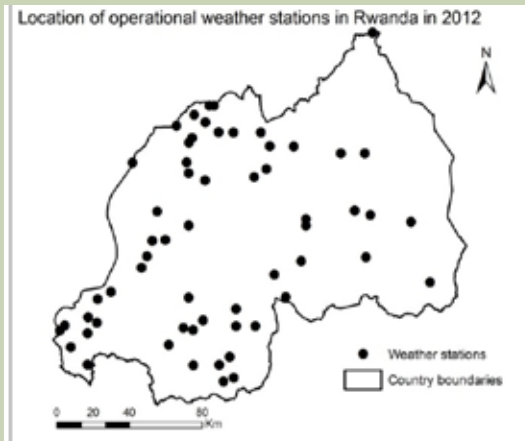 Location of operational weather stations in Rwanda in 2012
N
Weather stations
Country boundaries
0 20 40 80
Km